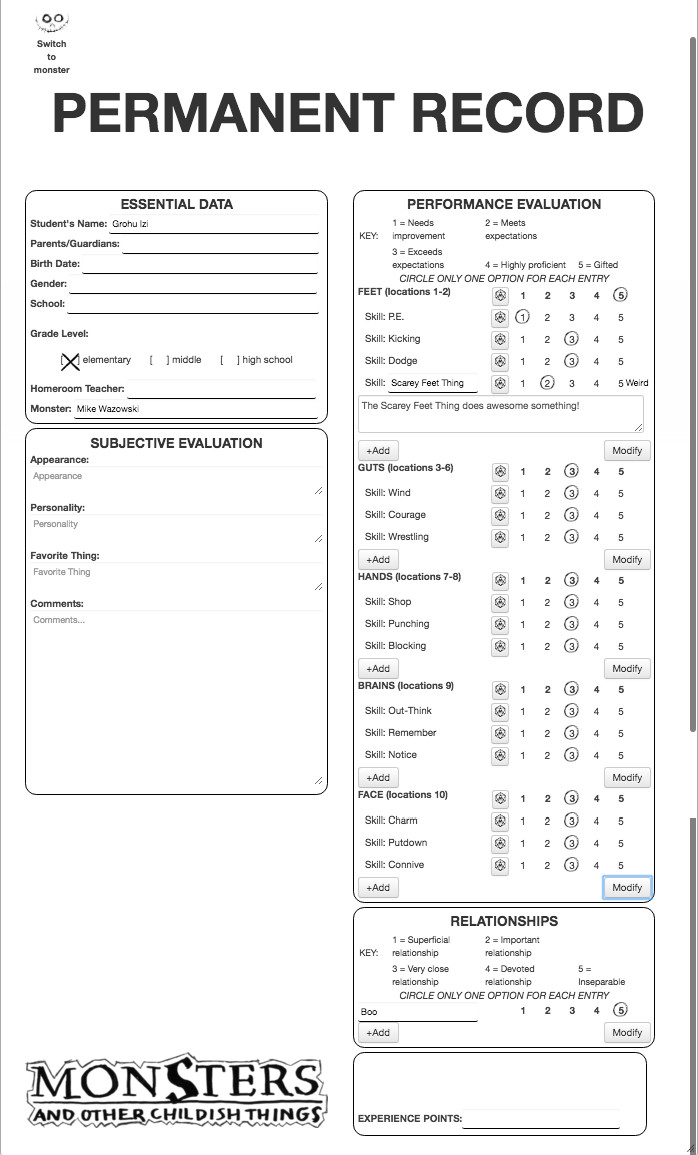 Switch
to
monster
PERMANENT RECORD
ESSENTIAL DATA
Student's Name: Grohu Izi
Parents/Guardians:
Birth Date:
Gender:
School:
Grade Level:
[ ] elementary [ ] middle [ ] high school
Homeroom Teacher:
Monster: Mike Wazowski
SUBJECTIVE EVALUATION
Appearance:
Appearance
Personality:
Personality
Favorite Thing:
Favorite Thing
Comments:
Comments...
PERFORMANCE EVALUATION
KEY: 1 = Needs improvement 2 = Meets expectations
3 = Exceeds expectations 4 = Highly proficient 5 = Gifted
CIRCLE ONLY ONE OPTION FOR EACH ENTRY
FEET (locations 1-2) 1 2 3 4 5
Skill: P.E. 1 2 3 4 5
Skill: Kicking 1 2 3 4 5
Skill: Dodge 1 2 3 4 5
Skill: Scarey Feet Thing 1 2 3 4 5 Weird
The Scarey Feet Thing does awesome something!
+Add Modify
GUTS (locations 3-6) 1 2 3 4 5
Skill: Wind 1 2 3 4 5
Skill: Courage 1 2 3 4 5
Skill: Wrestling 1 2 3 4 5
+Add Modify
HANDS (locations 7-8) 1 2 3 4 5
Skill: Shop 1 2 3 4 5
Skill: Punching 1 2 3 4 5
Skill: Blocking 1 2 3 4 5
+Add Modify
BRAINS (locations 9) 1 2 3 4 5
Skill: Out-Think 1 2 3 4 5
Skill: Remember 1 2 3 4 5
Skill: Notice 1 2 3 4 5
+Add Modify
FACE (locations 10) 1 2 3 4 5
Skill: Charm 1 2 3 4 5
Skill: Putdown 1 2 3 4 5
Skill: Connive 1 2 3 4 5
+Add Modify
RELATIONSHIPS
KEY: 1 = Superficial relationship 2 = Important relationship
3 = Very close relationship 4 = Devoted relationship 5 = Inseparable
CIRCLE ONLY ONE OPTION FOR EACH ENTRY
Boo 1 2 3 4 5
+Add Modify
EXPERIENCE POINTS:
MONSTERS
AND OTHER CHILDISH THINGS